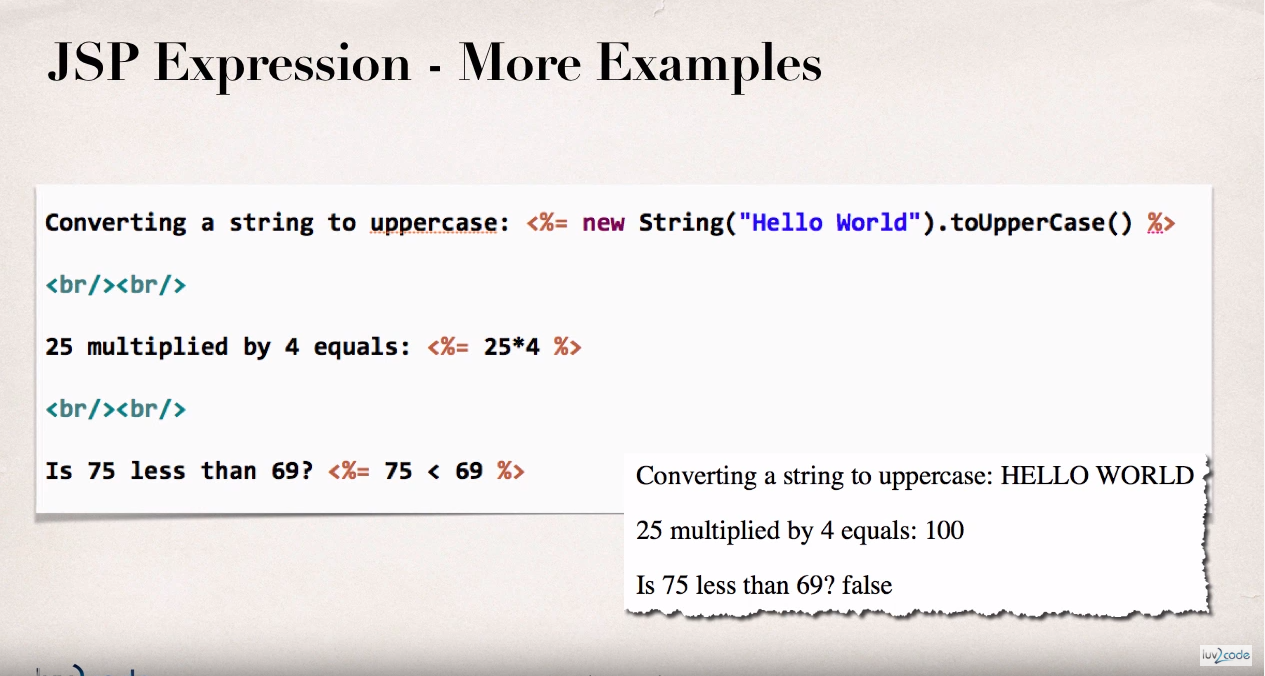 JSP Expression - More Examples
Converting a string to uppercase: <%= new String("Hello World").toUpperCase() %>
<br/><br/>
25 multiplied by 4 equals: <%= 25*4 %>
<br/><br/>
Is 75 less than 69? <%= 75 < 69 %>
Converting a string to uppercase: HELLO WORLD
25 multiplied by 4 equals: 100
Is 75 less than 69? false
luv2code